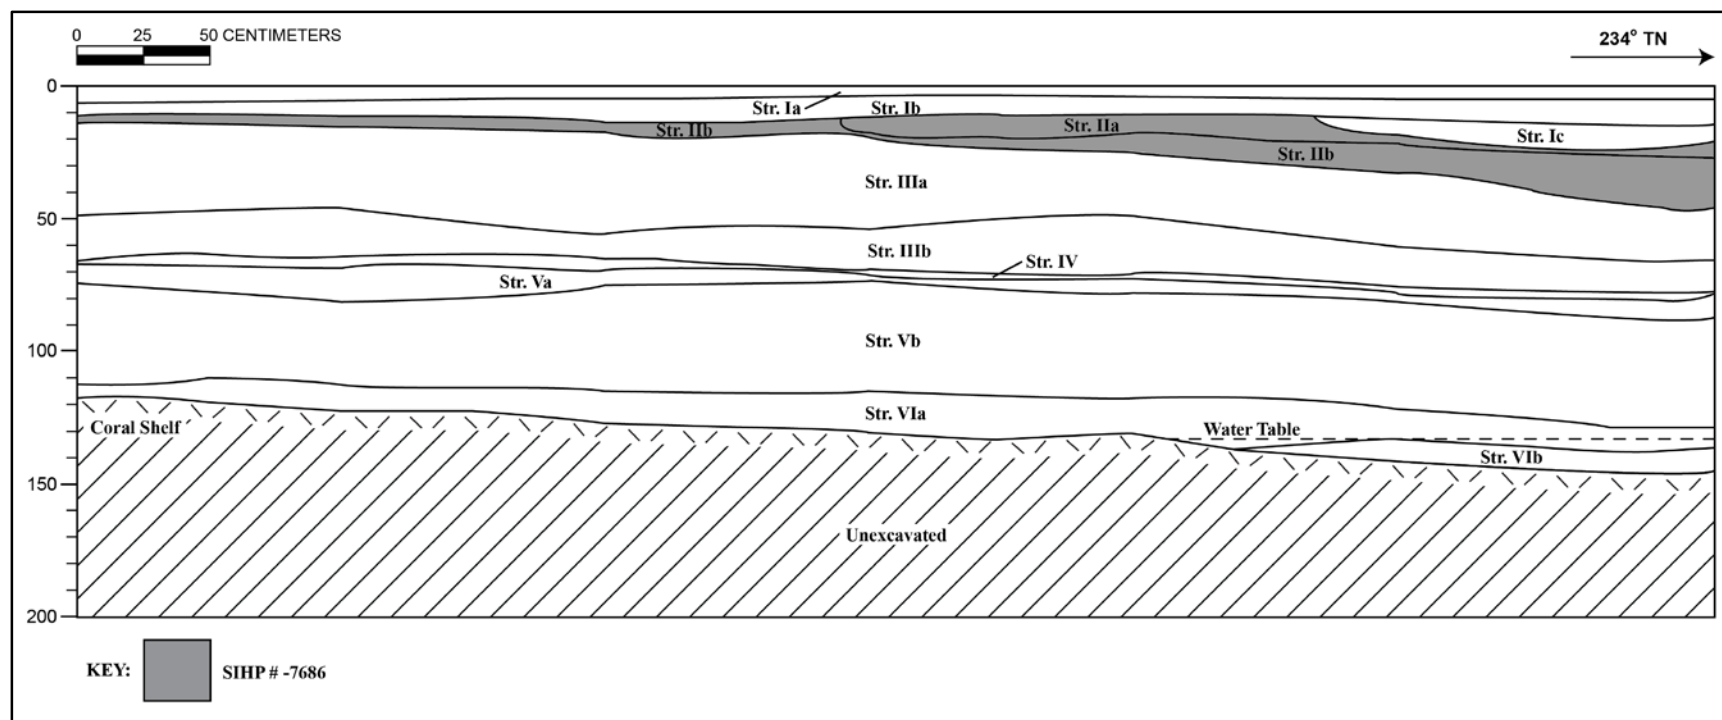 0 25 50 CENTIMETERS
234° TN
0
Str. Ia
Str. Ib
Str. IIb
Str. IIa
Str. Ic
Str. IIb
Str. IIIa
50
Str. IIIb
Str. IV
Str. Va
100
Str. Vb
Str. VIa
Coral Shelf
Water Table
Str. VIb
150
Unexcavated
200
KEY: SIHP # -7686